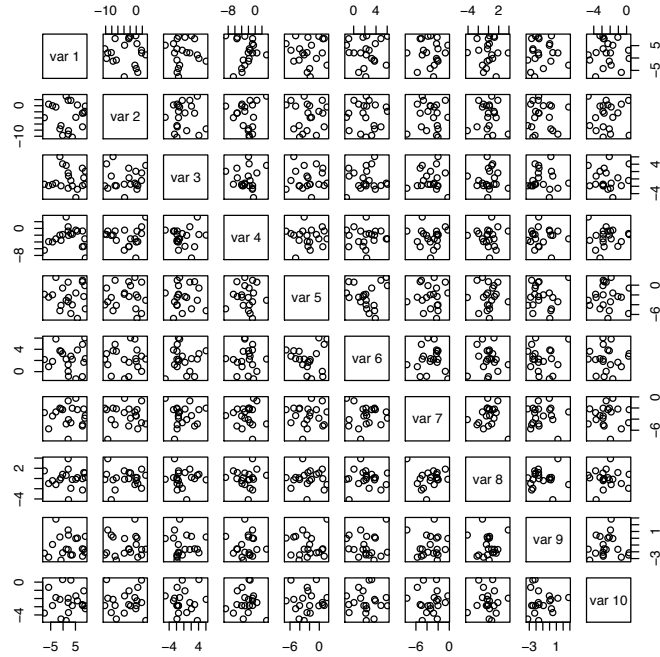 −10 0 −8 0 0 4 −4 2 −4 0
var 1 −5 5
−10 0 var 2
var 3 −4 4
−8 0 var 4
var 5 −6 0
0 4 var 6
var 7 −6 0
−4 2 var 8
var 9 −3 1
−4 0 var 10
−5 5 −4 4 −6 0 −6 0 −3 1